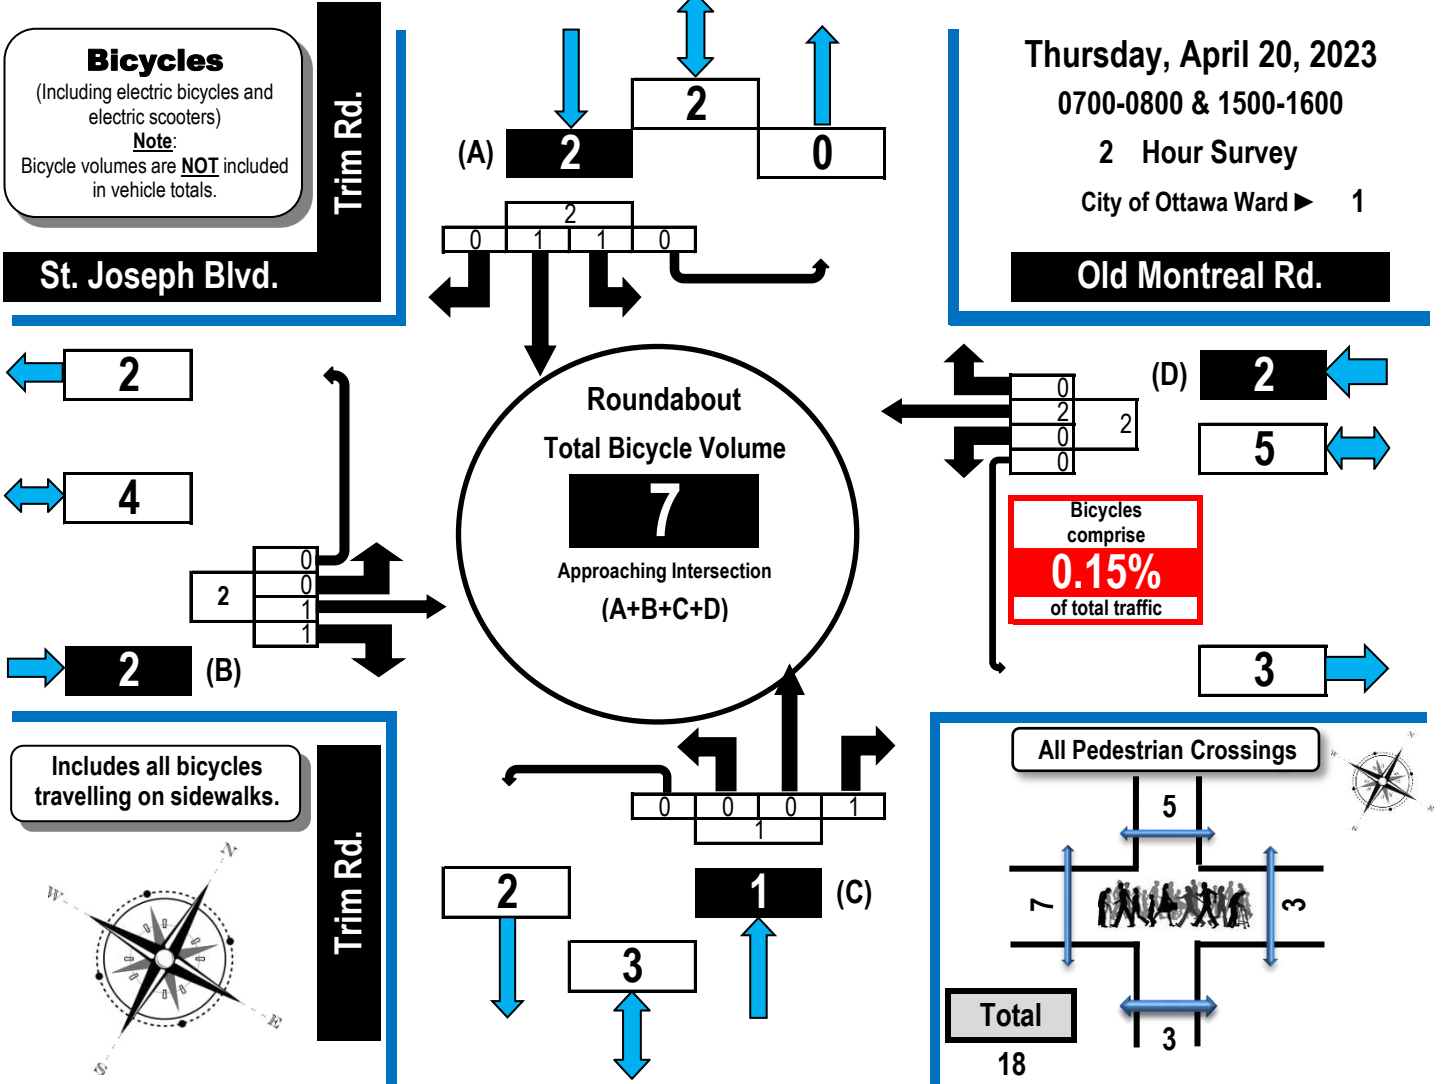 Bicycles
(Including electric bicycles and
electric scooters)
Note:
Bicycle volumes are NOT included
in vehicle totals.
Trim Rd.
St. Joseph Blvd.
(A)
2
2
0
2
0 1 1 0
Thursday, April 20, 2023
0700-0800 & 1500-1600
2 Hour Survey
City of Ottawa Ward ► 1
Old Montreal Rd.
2
4
0
0
1
1
2
2 (B)
Roundabout
Total Bicycle Volume
7
Approaching Intersection
(A+B+C+D)
(D) 2
0
2
0
0
2
5
Bicycles
comprise
0.15%
of total traffic
3
Includes all bicycles
travelling on sidewalks.
Trim Rd.
N
W
E
S
0 0 0 1
1
2
1 (C)
3
All Pedestrian Crossings
N
W
E
S
5
7
3
3
Total
18